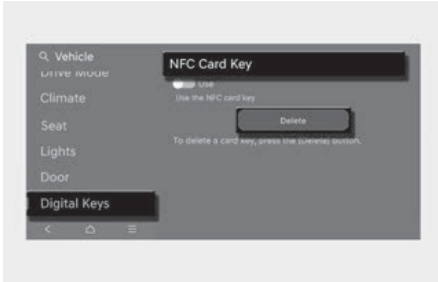 Vehicle
Drive Mode
Climate
Seat
Lights
Door
Digital Keys
NFC Card Key
Use
Use the NFC card key
Delete
To delete a card key, press the [Delete] button.